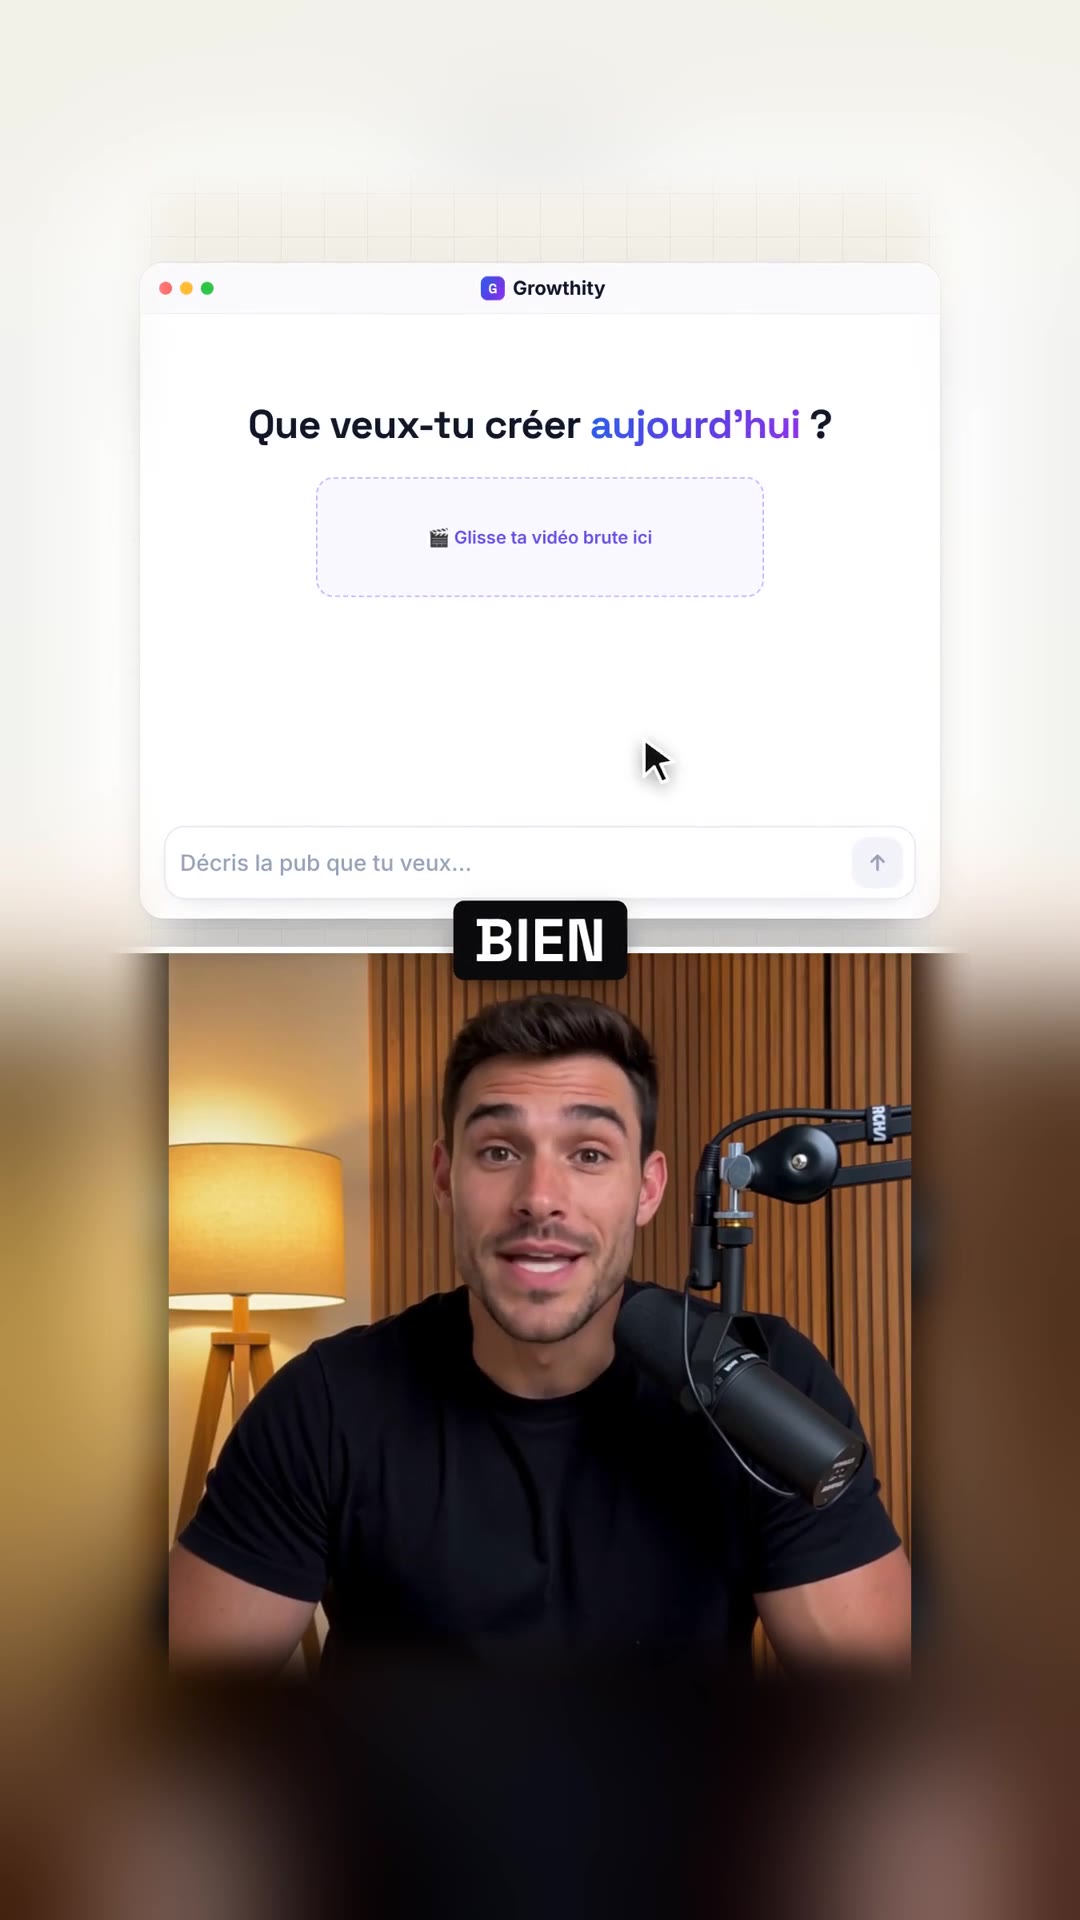 G Growthity
Que veux-tu créer aujourd’hui ?
🎬 Glisse ta vidéo brute ici
Décris la pub que tu veux...
BIEN